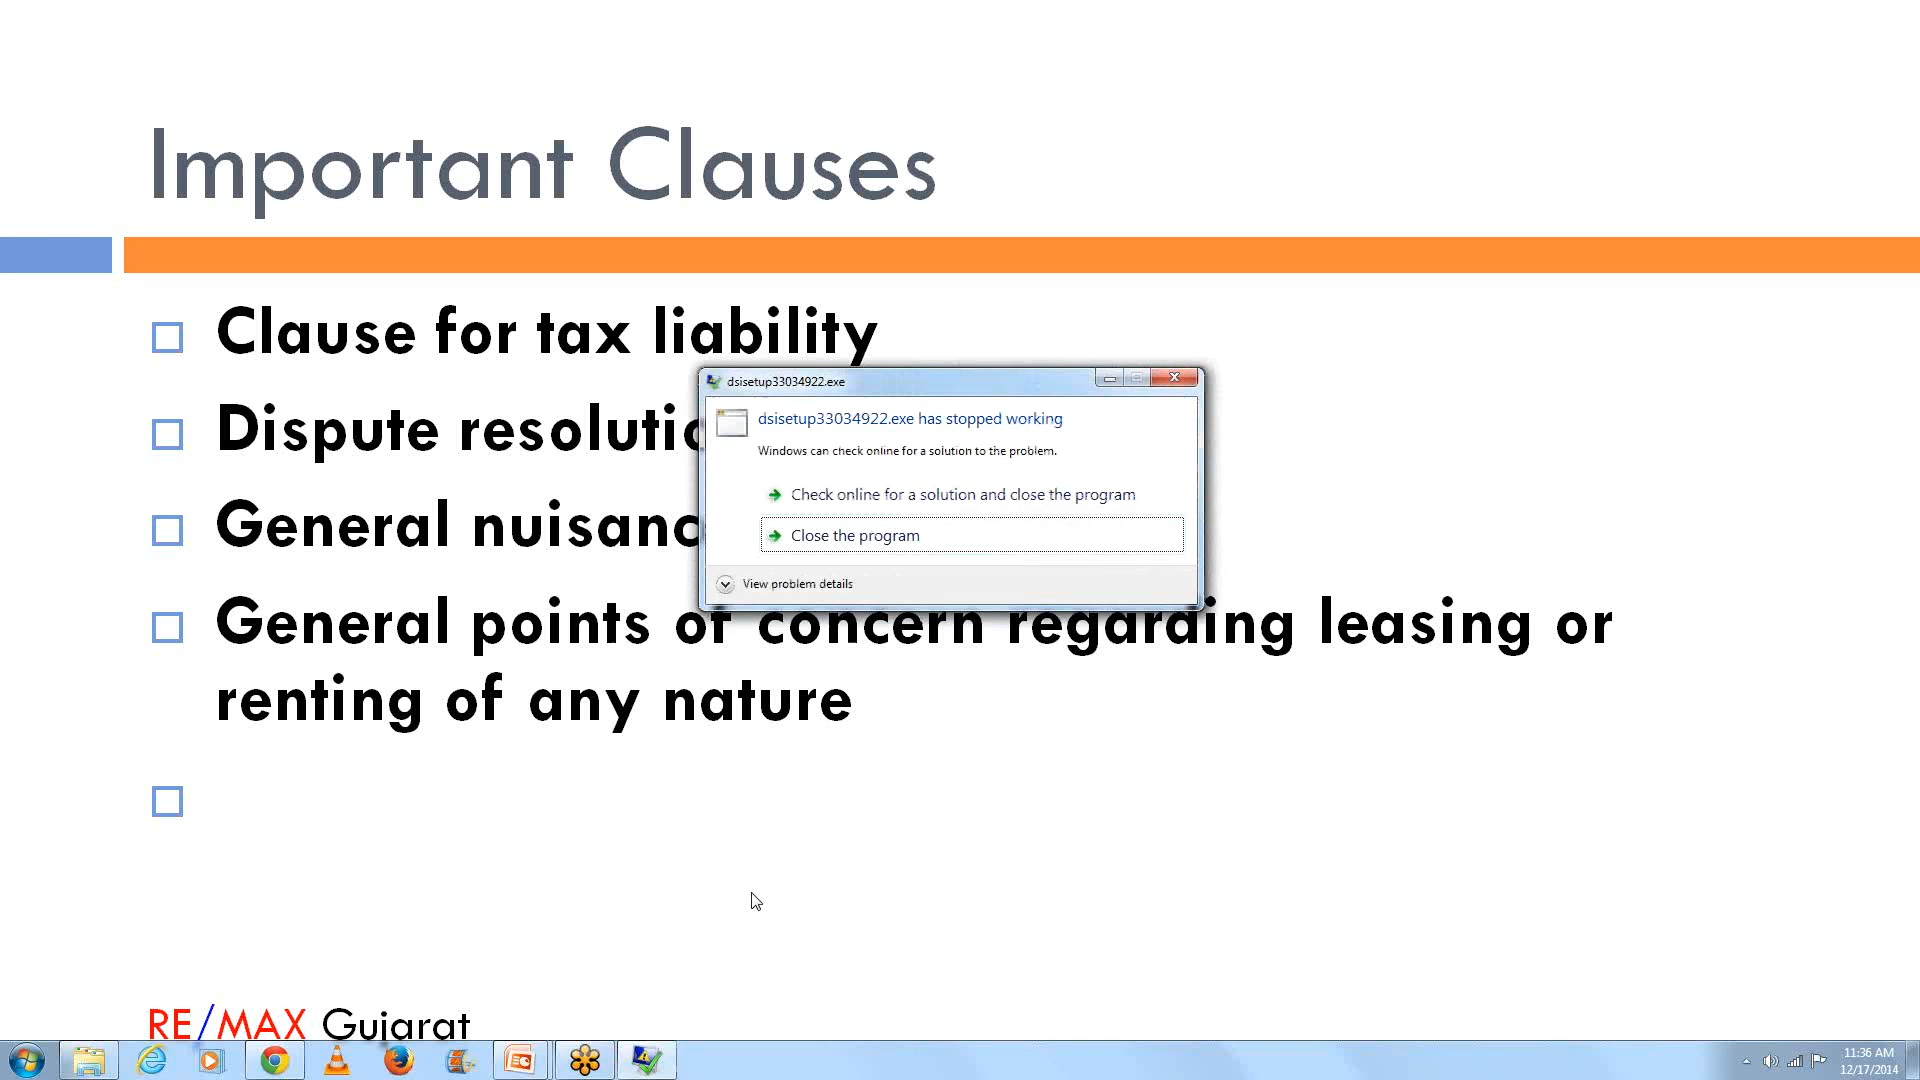 Important Clauses
Clause for tax liability
dsisetup33034922.exe
dsisetup33034922.exe has stopped working
Dispute resolutio
Windows can check online for a solution to the problem.
Check online for a solution and close the program
General nuisanc
Close the program
View problem details
General points of concern regarding leasing or
renting of any nature
RE/MAX Gujarat
11:36 AM
12/17/2014